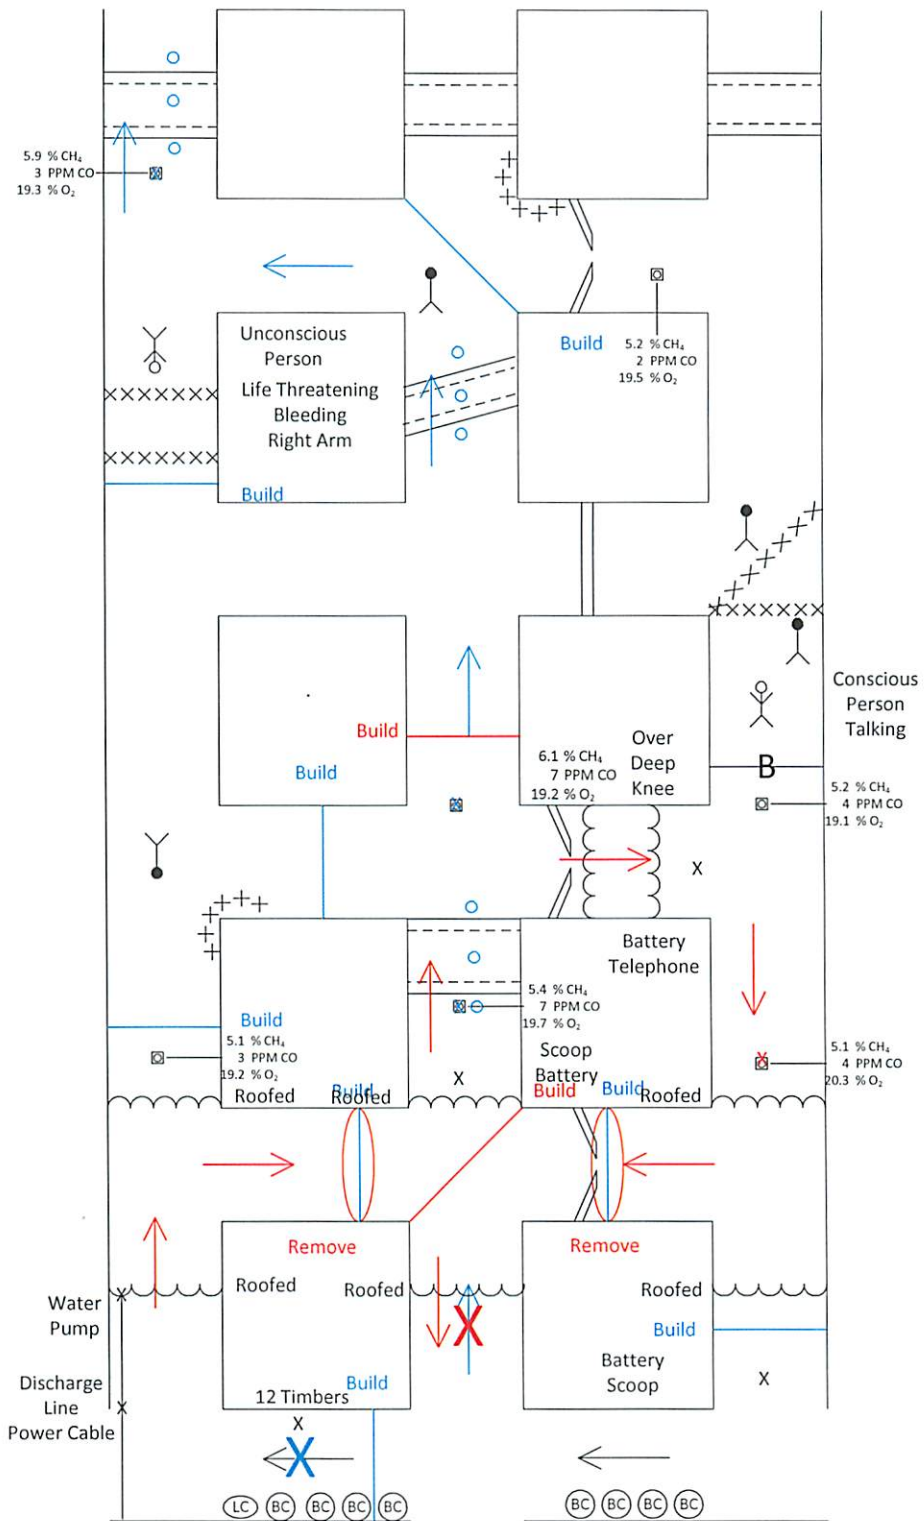 5.9 % CH₄
3 PPM CO
19.3 % O₂
Unconscious
Person
Life Threatening
Bleeding
Right Arm
Build
Build
5.2 % CH₄
2 PPM CO
19.5 % O₂
Conscious
Person
Talking
Build
Build
6.1 % CH₄
7 PPM CO
19.2 % O₂
Over
Deep
Knee
B
5.2 % CH₄
4 PPM CO
19.1 % O₂
X
Battery
Telephone
Build
5.1 % CH₄
3 PPM CO
19.2 % O₂
5.4 % CH₄
7 PPM CO
19.7 % O₂
Scoop
Battery
X
5.1 % CH₄
4 PPM CO
20.3 % O₂
Roofed
Build
Roofed
Build
Build
Roofed
Remove
Roofed
Roofed
Remove
Roofed
Build
Battery
Scoop
X
Water
Pump
Discharge
Line
Power Cable
Build
12 Timbers
X
LC BC BC BC BC
BC BC BC BC